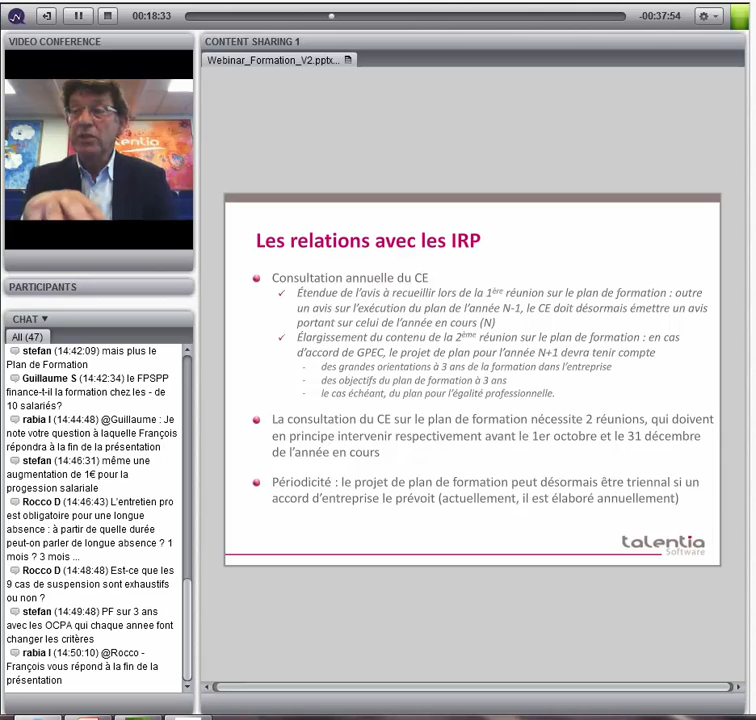 00:18:33
-00:37:54
VIDEO CONFERENCE
entia
PARTICIPANTS
CHAT
All (47)
stefan (14:42:09) mais plus le
Plan de Formation
Guillaume S (14:42:34) le FPSPP
finance-t-il la formation chez les - de
10 salariés?
rabia l (14:44:48) @Guillaume : Je
note votre question à laquelle François
répondra à la fin de la présentation
stefan (14:46:31) même une
augmentation de 1€ pour la
progession salariale
Rocco D (14:46:43) L'entretien pro
est obligatoire pour une longue
absence : à partir de quelle durée
peut-on parler de longue absence ? 1
mois ? 3 mois ...
Rocco D (14:48:48) Est-ce que les
9 cas de suspension sont exhaustifs
ou non ?
stefan (14:49:48) PF sur 3 ans
avec les OCPA qui chaque annee font
changer les critères
rabia l (14:50:10) @Rocco -
François vous répond à la fin de la
présentation
CONTENT SHARING 1
Webinar_Formation_V2.pptx...
Les relations avec les IRP
Consultation annuelle du CE
Étendue de l'avis à recueillir lors de la 1ère réunion sur le plan de formation : outre
un avis sur l'exécution du plan de l'année N-1, le CE doit désormais émettre un avis
portant sur celui de l'année en cours (N)
Élargissement du contenu de la 2ème réunion sur le plan de formation : en cas
d'accord de GPEC, le projet de plan pour l'année N+1 devra tenir compte
- des grandes orientations à 3 ans de la formation dans l'entreprise
- des objectifs du plan de formation à 3 ans
- le cas échéant, du plan pour l'égalité professionnelle.
La consultation du CE sur le plan de formation nécessite 2 réunions, qui doivent
en principe intervenir respectivement avant le 1er octobre et le 31 décembre
de l'année en cours
Périodicité : le projet de plan de formation peut désormais être triennal si un
accord d'entreprise le prévoit (actuellement, il est élaboré annuellement)
talentia
Software